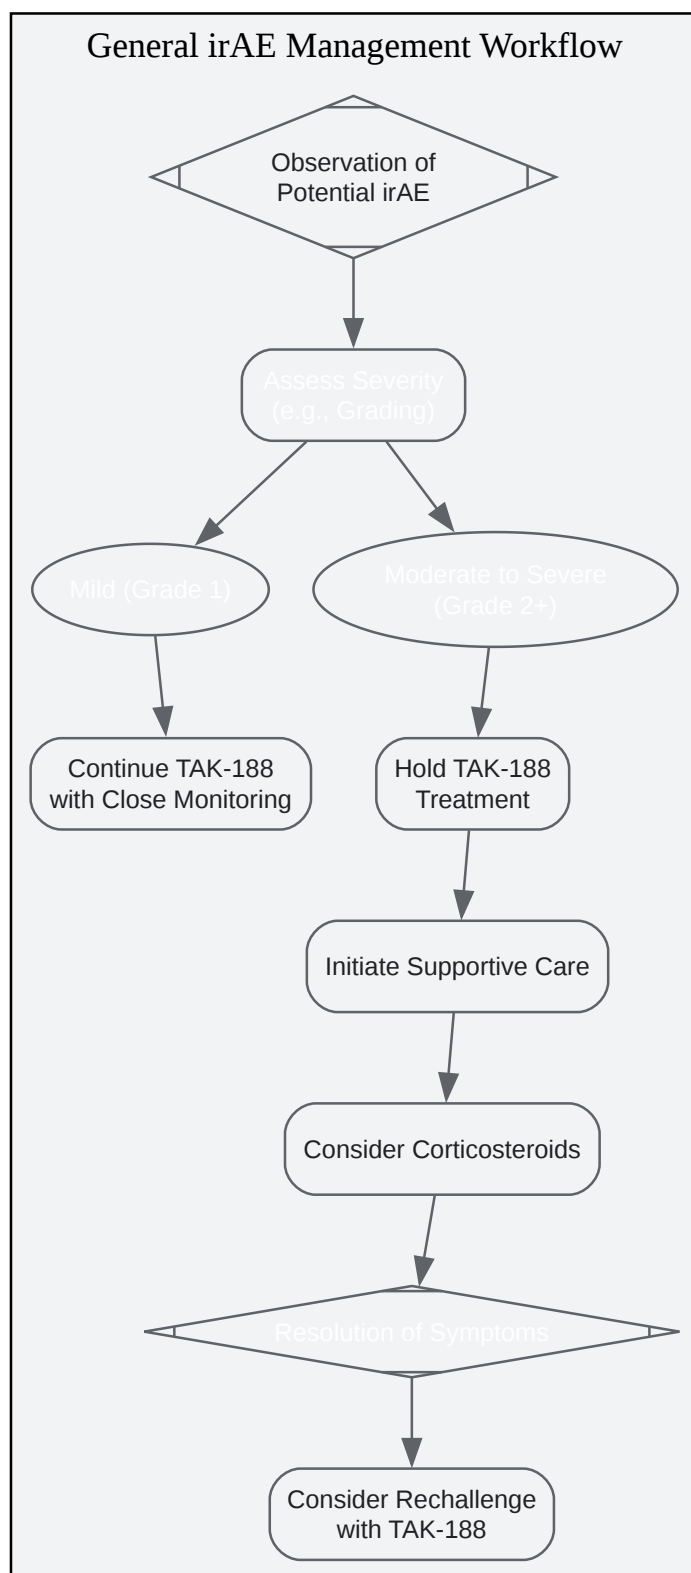 General irAE Management Workflow
Observation of
Potential irAE
Assess Severity
(e.g., Grading)
Mild (Grade 1)
Moderate to Severe
(Grade 2+)
Continue TAK-188
with Close Monitoring
Hold TAK-188
Treatment
Initiate Supportive Care
Consider Corticosteroids
Resolution of Symptoms
Consider Rechallenge
with TAK-188